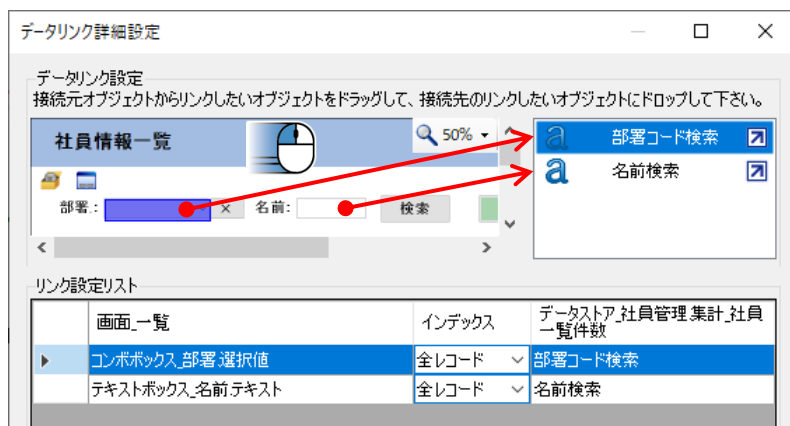 データリンク詳細設定
データリンク設定
接続元オブジェクトからリンクしたいオブジェクトをドラッグして、接続先のリンクしたいオブジェクトにドロップして下さい。
社員情報一覧
50%
部署コード検索
名前検索
部署.:
×
名前:
検索
リンク設定リスト
画面_一覧
インデックス
データストア_社員管理.集計_社員
一覧件数
コンボボックス_部署.選択値
全レコード
部署コード検索
テキストボックス_名前.テキスト
全レコード
名前検索